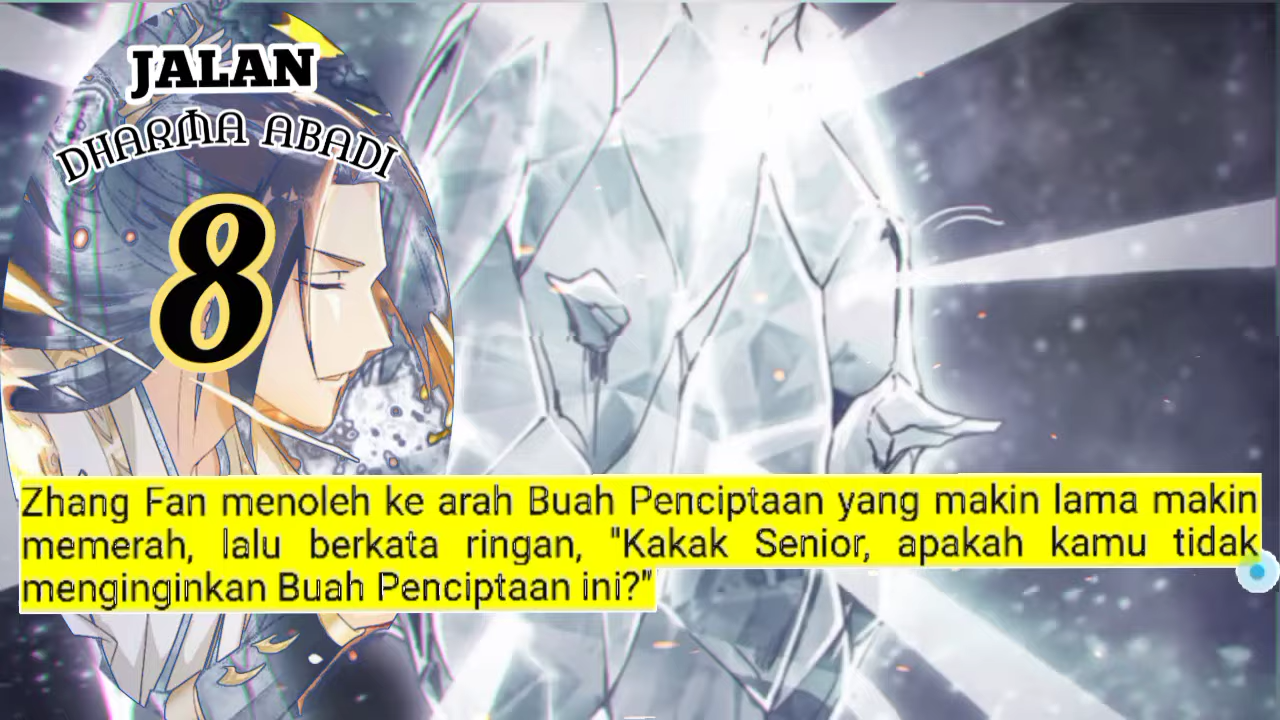 JALAN
DHARMA ABADI
8
Zhang Fan menoleh ke arah Buah Penciptaan yang makin lama makin
memerah, lalu berkata ringan, "Kakak Senior, apakah kamu tidak
menginginkan Buah Penciptaan ini?"